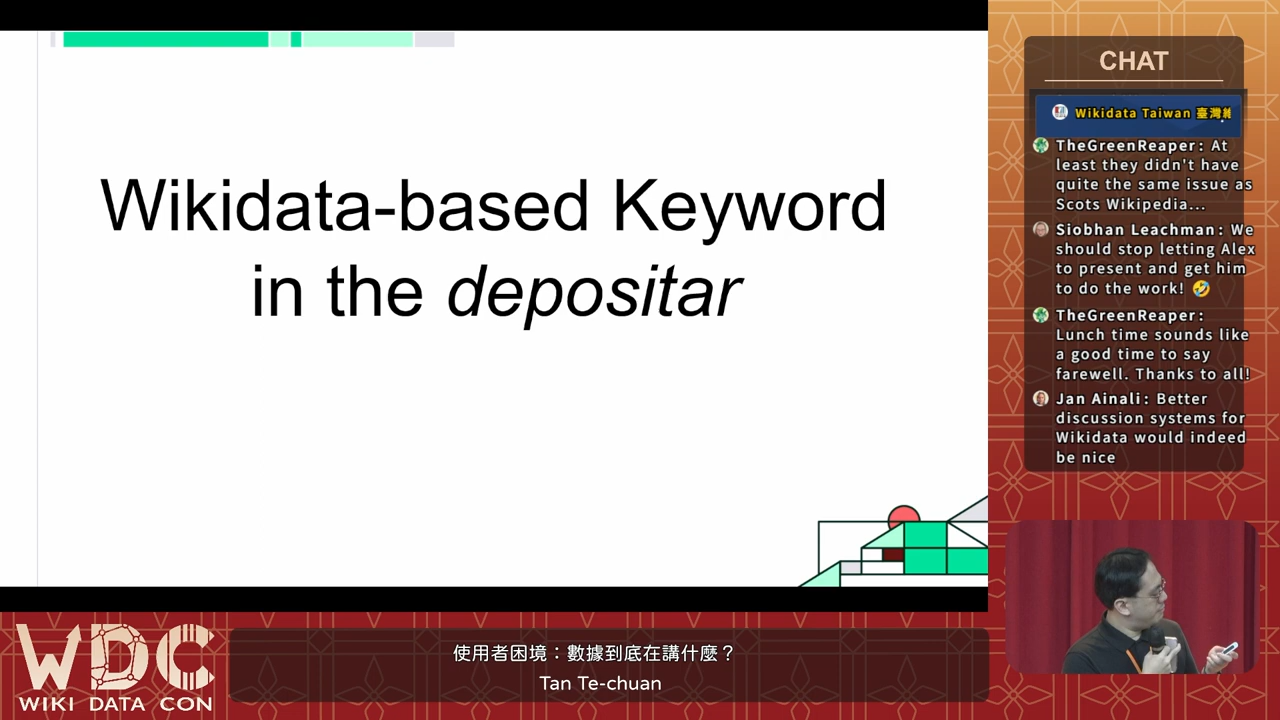 Wikidata-based Keyword
in the depositar
CHAT
Wikidata Taiwan 臺灣維
TheGreenReaper: At
least they didn't have
quite the same issue as
Scots Wikipedia...
Siobhan Leachman: We
should stop letting Alex
to present and get him
to do the work! 🤣
TheGreenReaper:
Lunch time sounds like
a good time to say
farewell. Thanks to all!
Jan Ainali: Better
discussion systems for
Wikidata would indeed
be nice
WDC
WIKI DATA CON
使用者困境：數據到底在講什麼？
Tan Te-chuan